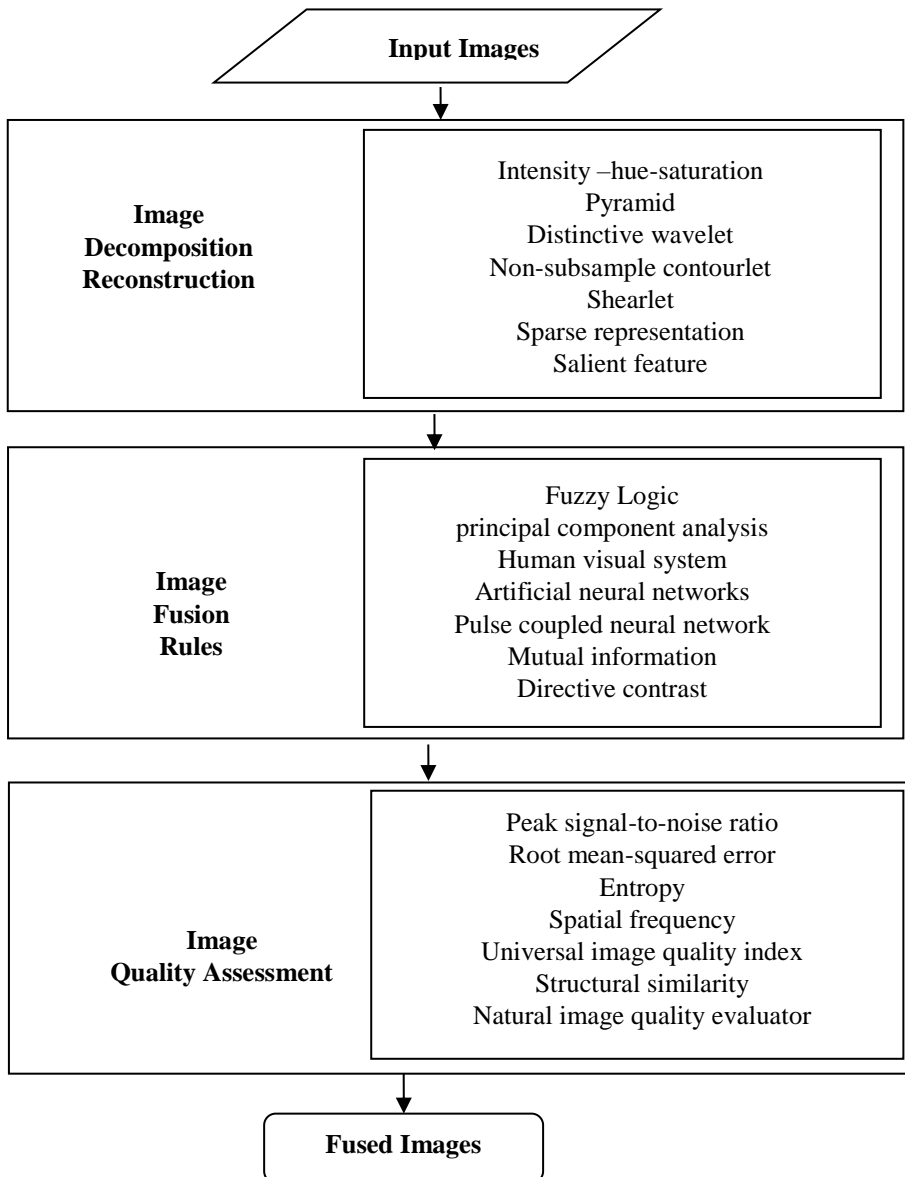 Input Images
Image
Decomposition
Reconstruction
Intensity –hue-saturation
Pyramid
Distinctive wavelet
Non-subsample contourlet
Shearlet
Sparse representation
Salient feature
Image
Fusion
Rules
Fuzzy Logic
principal component analysis
Human visual system
Artificial neural networks
Pulse coupled neural network
Mutual information
Directive contrast
Image
Quality Assessment
Peak signal-to-noise ratio
Root mean-squared error
Entropy
Spatial frequency
Universal image quality index
Structural similarity
Natural image quality evaluator
Fused Images